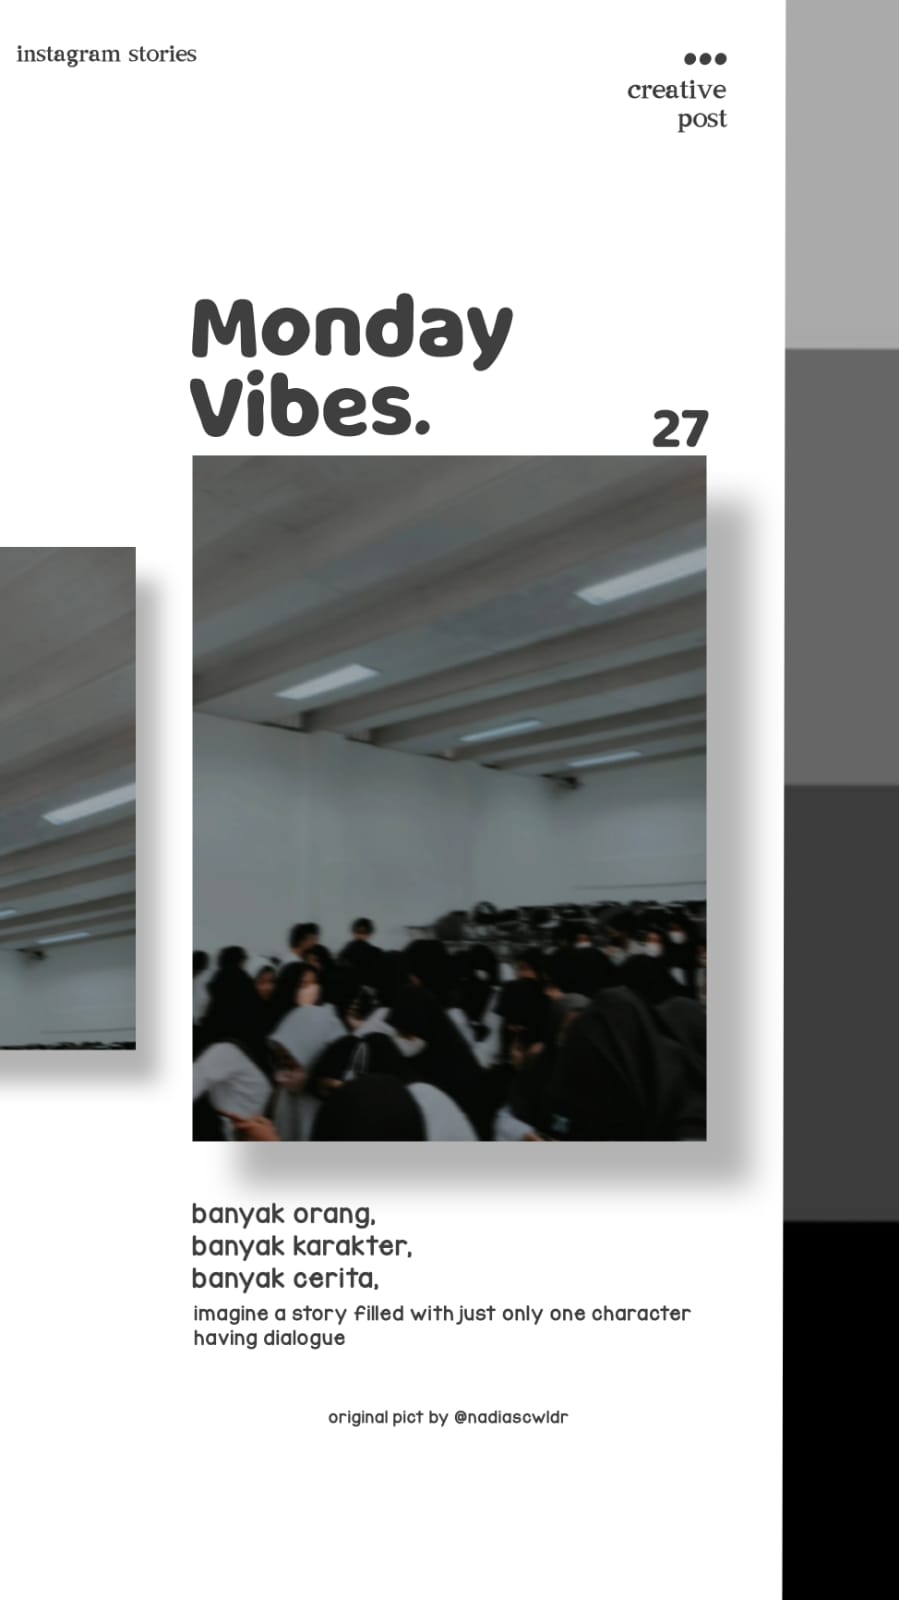 instagram stories
creative
post
Monday
Vibes.
27
banyak orang,
banyak karakter,
banyak cerita,
imagine a story filled with just only one character
having dialogue
original pict by @nadiascwldr